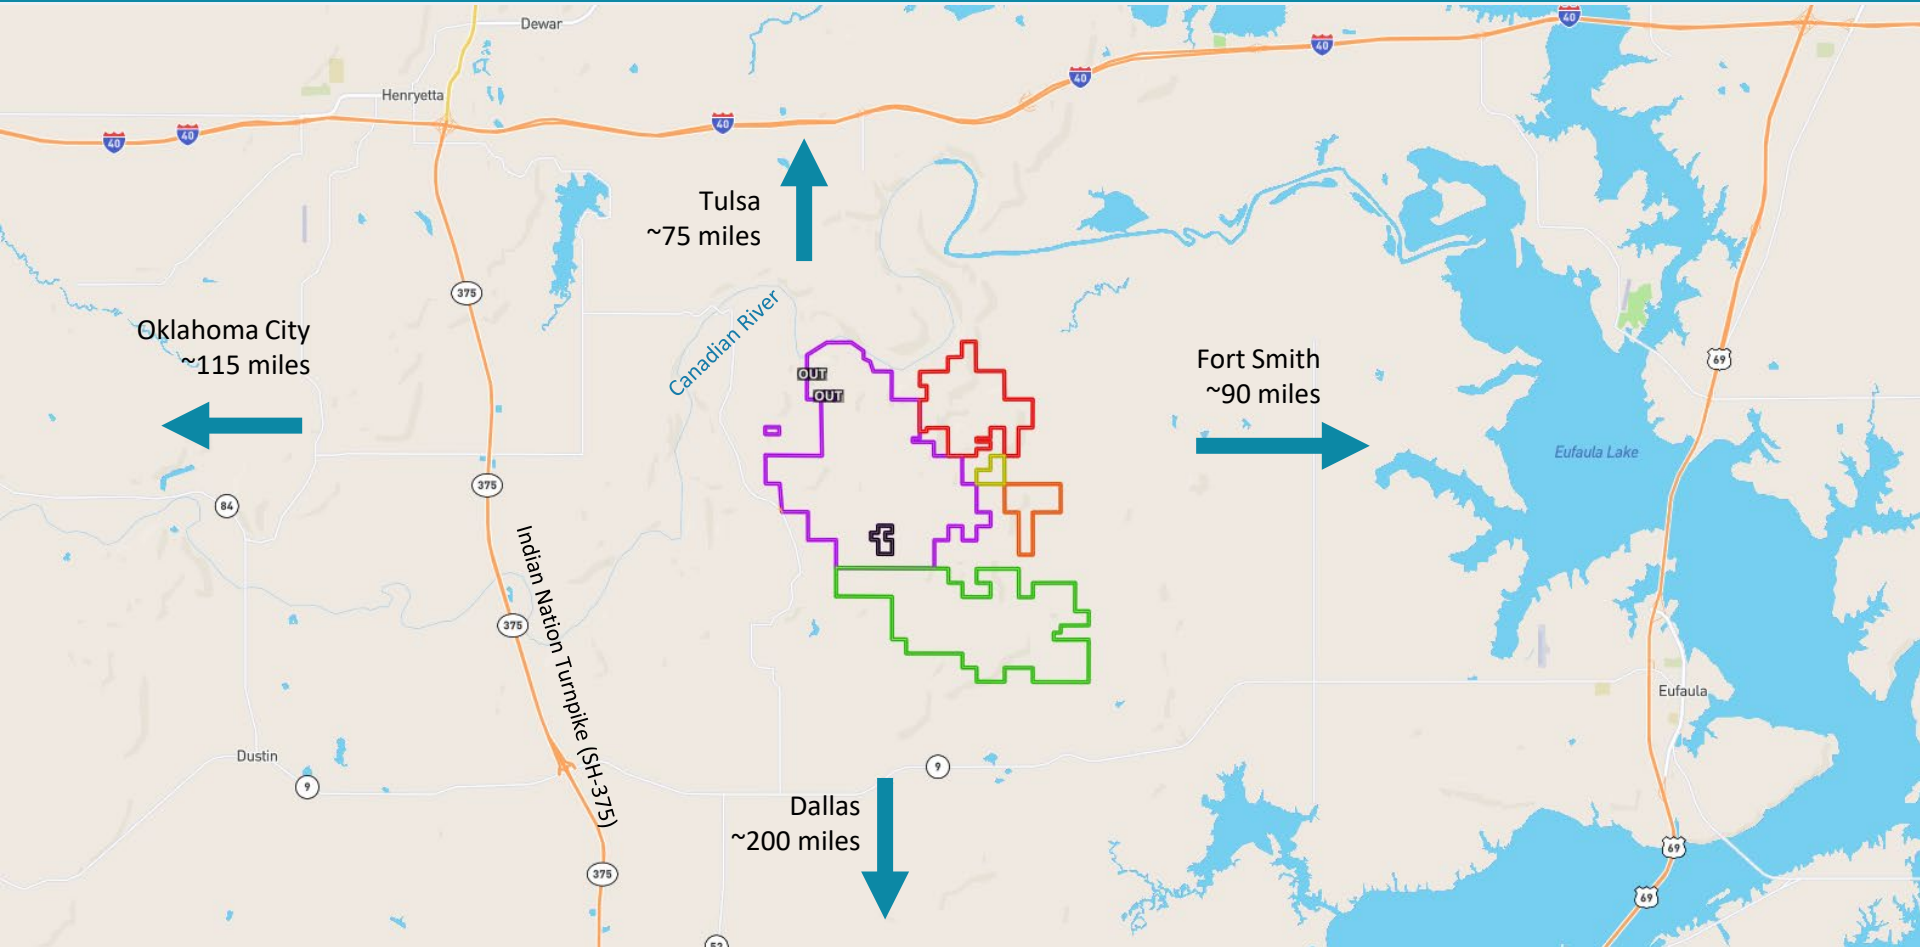 Dewar
40
40
40
Henryetta
40
40
40
40
Tulsa
~75 miles
375
Canadian River
Oklahoma City
~115 miles
Fort Smith
~90 miles
69
OUT
OUT
Eufaula Lake
375
84
Indian Nation Turnpike (SH-375)
375
Eufaula
Dustin
9
9
Dallas
~200 miles
69
375
69